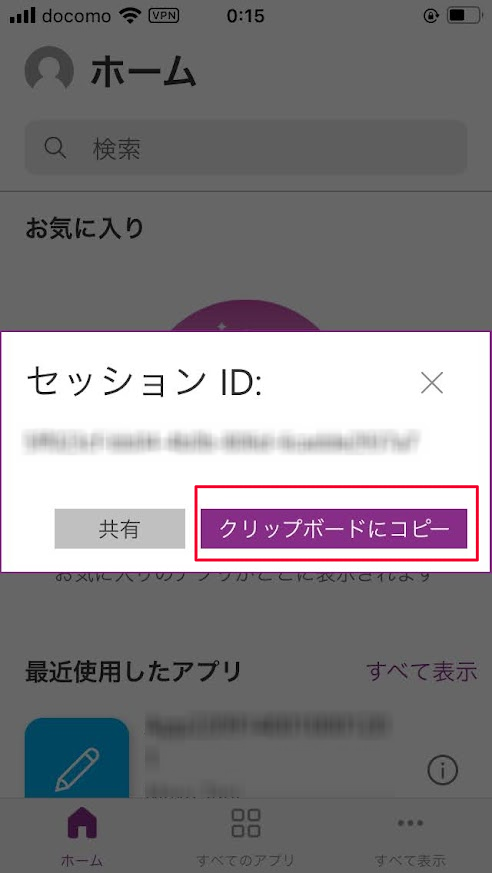 docomo VPN 0:15
ホーム
検索
お気に入り
セッション ID:
共有 クリップボードにコピー
お気に入りのアプリがここに表示されます
最近使用したアプリ すべて表示
ホーム すべてのアプリ すべて表示